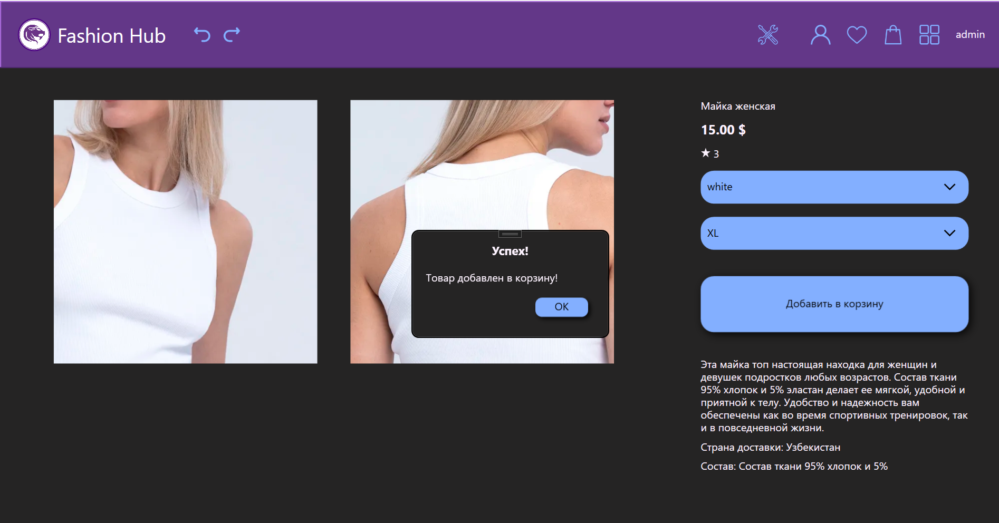 Fashion Hub
admin
Майка женская
15.00 $
★ 3
white
XL
Успех!
Товар добавлен в корзину!
OK
Добавить в корзину
Эта майка топ настоящая находка для женщин и
девушек подростков любых возрастов. Состав ткани
95% хлопок и 5% эластан делает ее мягкой, удобной и
приятной к телу. Удобство и надежность вам
обеспечены как во время спортивных тренировок, так
и в повседневной жизни.
Страна доставки: Узбекистан
Состав: Состав ткани 95% хлопок и 5%